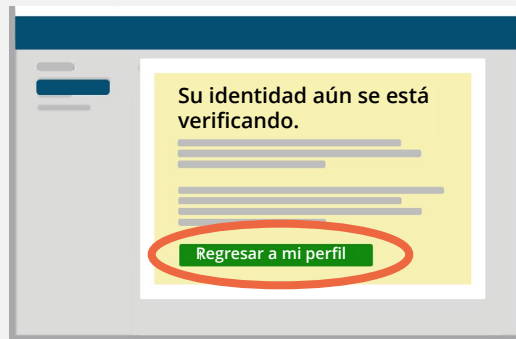 Su identidad aún se está
verificando.
Regresar a mi perfil